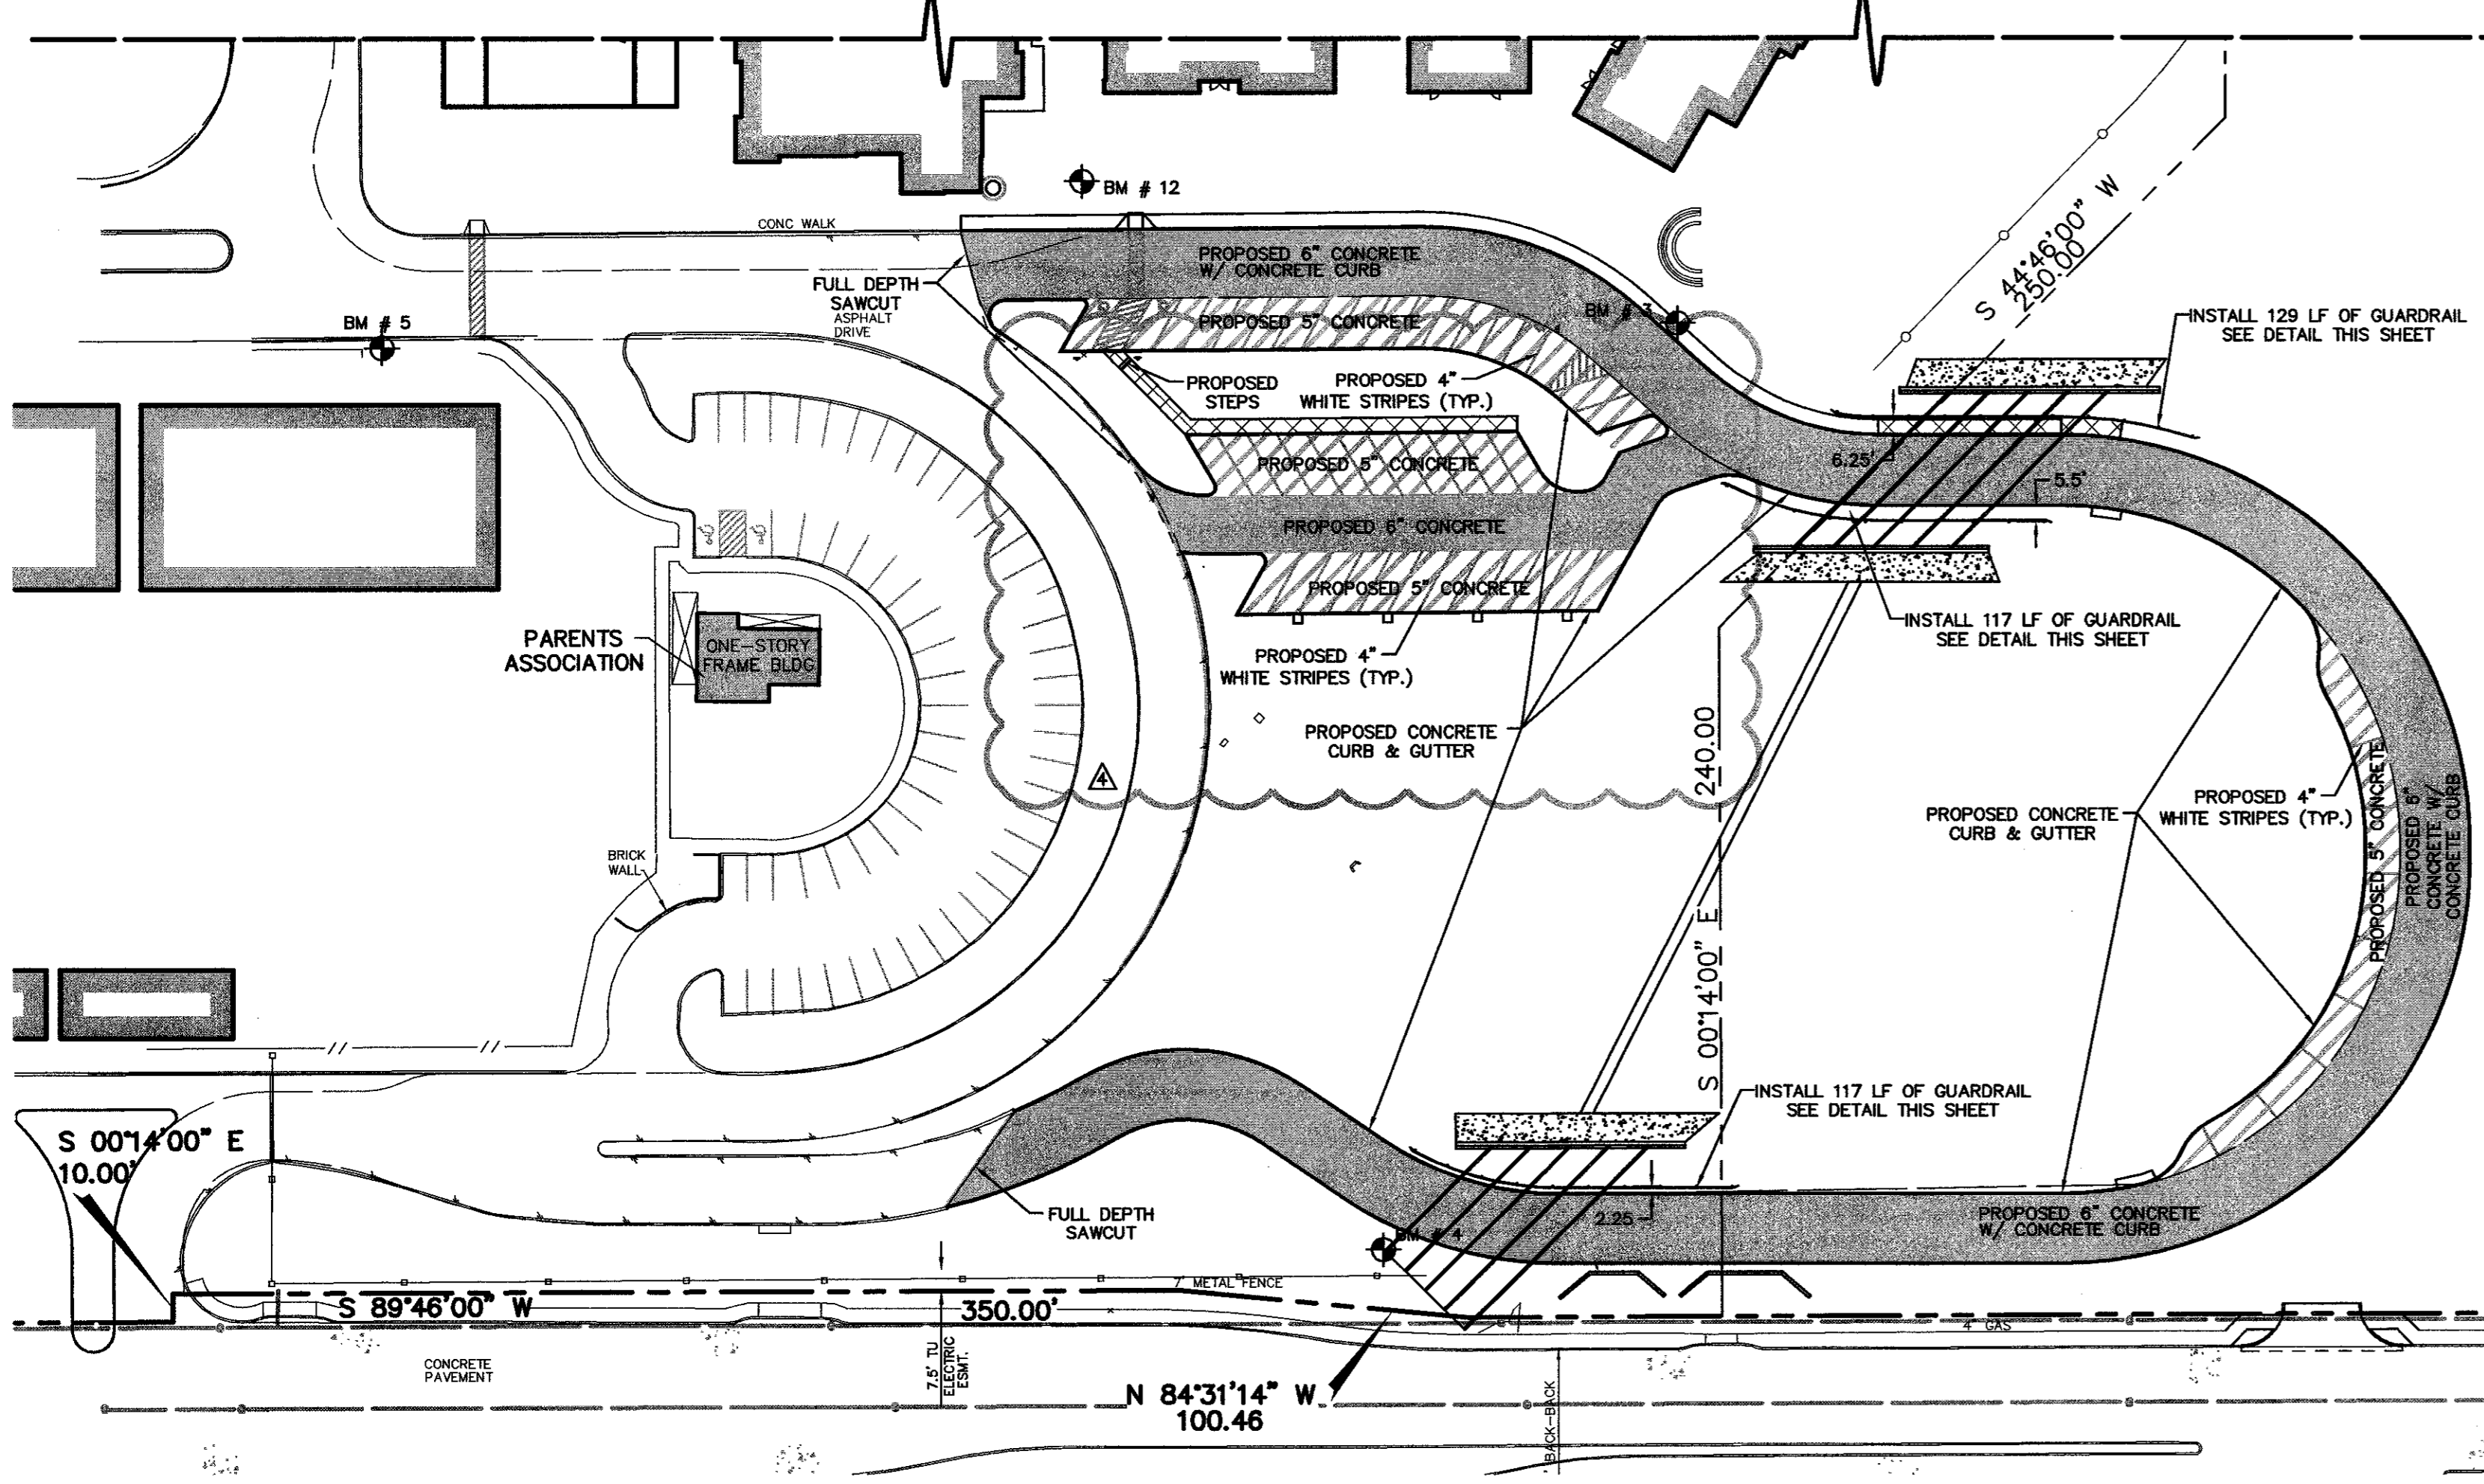 BM # 12
CONC WALK
PROPOSED 6" CONCRETE
W/ CONCRETE CURB
S 44°46'00" W
250.00'
FULL DEPTH
SAWCUT
ASPHALT
DRIVE
BM # 5
PROPOSED 5" CONCRETE
BM # 3
INSTALL 129 LF OF GUARDRAIL
SEE DETAIL THIS SHEET
PROPOSED
STEPS
PROPOSED 4"
WHITE STRIPES (TYP.)
PROPOSED 5" CONCRETE
6.25'
5.5'
PROPOSED 6" CONCRETE
PROPOSED 5" CONCRETE
INSTALL 117 LF OF GUARDRAIL
SEE DETAIL THIS SHEET
PARENTS
ASSOCIATION
ONE-STORY
FRAME BLDG
PROPOSED 4"
WHITE STRIPES (TYP.)
PROPOSED CONCRETE
CURB & GUTTER
4
S 00°14'00" E 240.00
PROPOSED CONCRETE
CURB & GUTTER
PROPOSED 4"
WHITE STRIPES (TYP.)
PROPOSED 5" CONCRETE
PROPOSED 6"
CONCRETE W/
CONCRETE CURB
BRICK
WALL
INSTALL 117 LF OF GUARDRAIL
SEE DETAIL THIS SHEET
S 00°14'00" E
10.00'
FULL DEPTH
SAWCUT
2.25
BM # 4
PROPOSED 6" CONCRETE
W/ CONCRETE CURB
7' METAL FENCE
S 89°46'00" W
350.00'
4" GAS
CONCRETE
PAVEMENT
7.5' TU
ELECTRIC
ESMT.
N 84°31'14" W
100.46
BACK-BACK